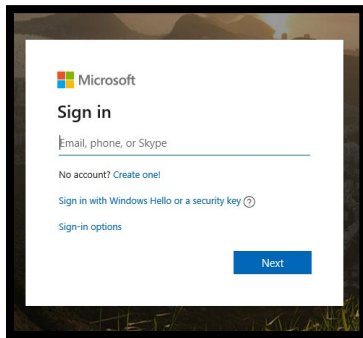 Microsoft
Sign in
Email, phone, or Skype
No account? Create one!
Sign in with Windows Hello or a security key ?
Sign-in options
Next